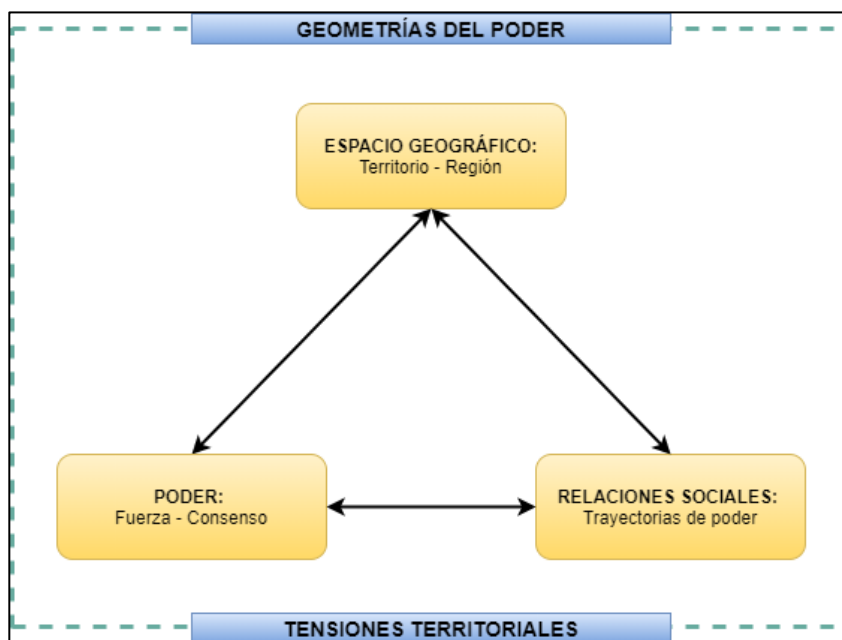 GEOMETRÍAS DEL PODER
ESPACIO GEOGRÁFICO:
Territorio - Región
PODER:
Fuerza - Consenso
RELACIONES SOCIALES:
Trayectorias de poder
TENSIONES TERRITORIALES